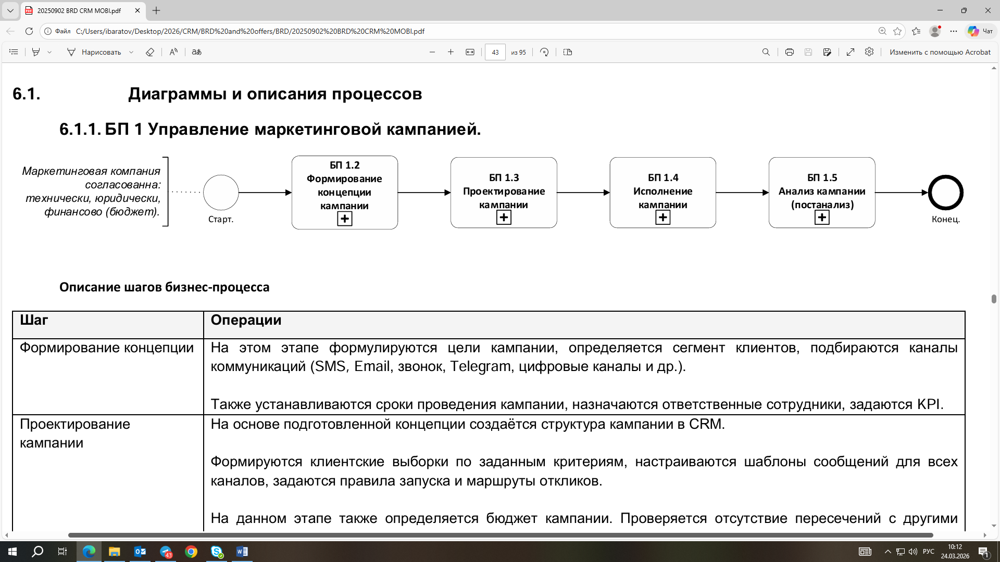 20250902 BRD CRM MOBI.pdf
Файл C:/Users/ibaratov/Desktop/2026/CRM/BRD%20and%20offers/BRD/20250902%20BRD%20CRM%20MOBI.pdf
Чат
Нарисовать
43 из 95
Изменить с помощью Acrobat
6.1. Диаграммы и описания процессов
6.1.1. БП 1 Управление маркетинговой кампанией.
Маркетинговая компания
согласованна:
технически, юридически,
финансово (бюджет).
Старт.
БП 1.2
Формирование
концепции
кампании
БП 1.3
Проектирование
кампании
БП 1.4
Исполнение
кампании
БП 1.5
Анализ кампании
(постанализ)
Конец.
Описание шагов бизнес-процесса
Шаг
Операции
Формирование концепции
На этом этапе формулируются цели кампании, определяется сегмент клиентов, подбираются каналы
коммуникаций (SMS, Email, звонок, Telegram, цифровые каналы и др.).
Также устанавливаются сроки проведения кампании, назначаются ответственные сотрудники, задаются KPI.
Проектирование
кампании
На основе подготовленной концепции создаётся структура кампании в CRM.
Формируются клиентские выборки по заданным критериям, настраиваются шаблоны сообщений для всех
каналов, задаются правила запуска и маршруты откликов.
На данном этапе также определяется бюджет кампании. Проверяется отсутствие пересечений с другими
43
РУС
10:12
24.03.2026
1